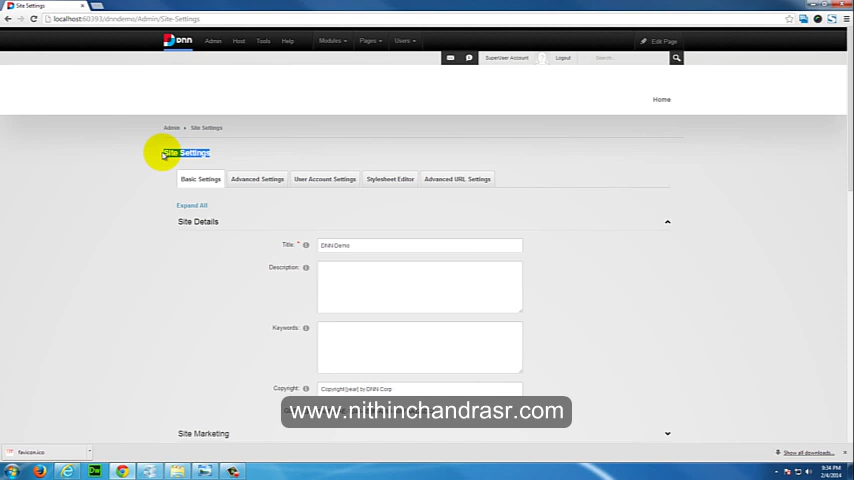 Site Settings
localhost:60393/dnndemo/Admin/Site-Settings
DNN Admin Host Tools Help Modules Pages Users Edit Page
SuperUser Account Logout Search...
Home
Admin Site Settings
Site Settings
Basic Settings Advanced Settings User Account Settings Stylesheet Editor Advanced URL Settings
Expand All
Site Details
Title: * DNN Demo
Description:
Keywords:
Copyright: Copyright [year] by DNN Corp
www.nithinchandrasr.com
Site Marketing
favicon.ico Show all downloads...
Dw 9:34 PM
2/4/2014